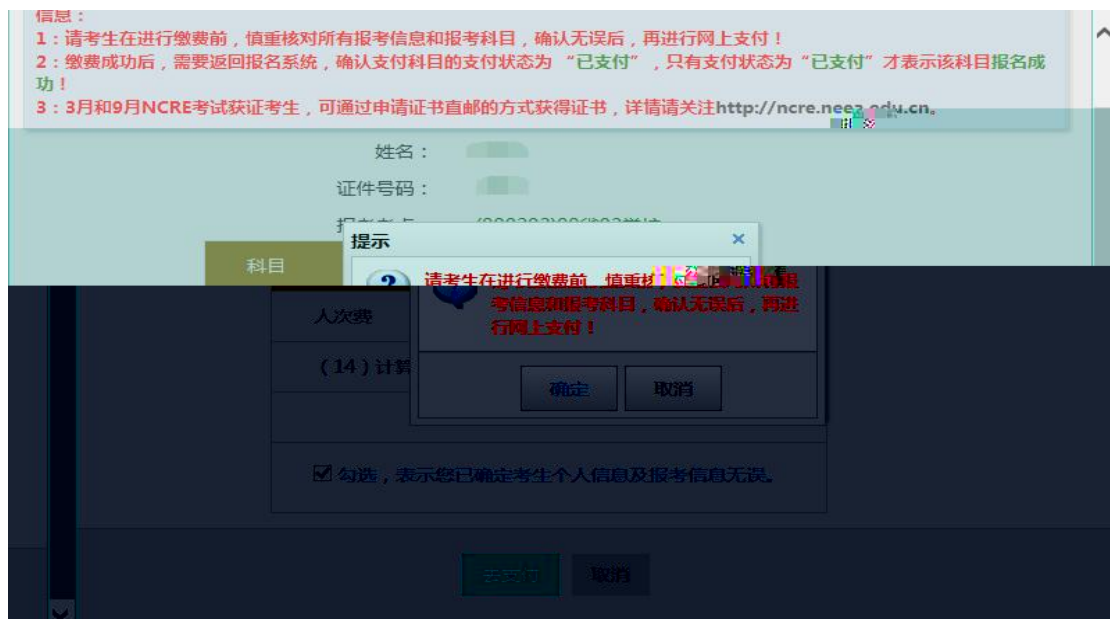 信息：
1：请考生在进行缴费前，慎重核对所有报考信息和报考科目，确认无误后，再进行网上支付！
2：缴费成功后，需要返回报名系统，确认支付科目的支付状态为 “已支付” ，只有支付状态为“已支付” 才表示该科目报名成
功！
3：3月和9月NCRE考试获证考生，可通过申请证书直邮的方式获得证书，详情请关注http://ncre.neea.edu.cn。
姓名：
证件号码：
提示
科目
请考生在进行缴费前，慎重核
考信息和报考科目，确认无误后，再进
行网上支付！
人次费
（14）计算
确定 取消
勾选，表示您已确定考生个人信息及报考信息无误。
去支付 取消